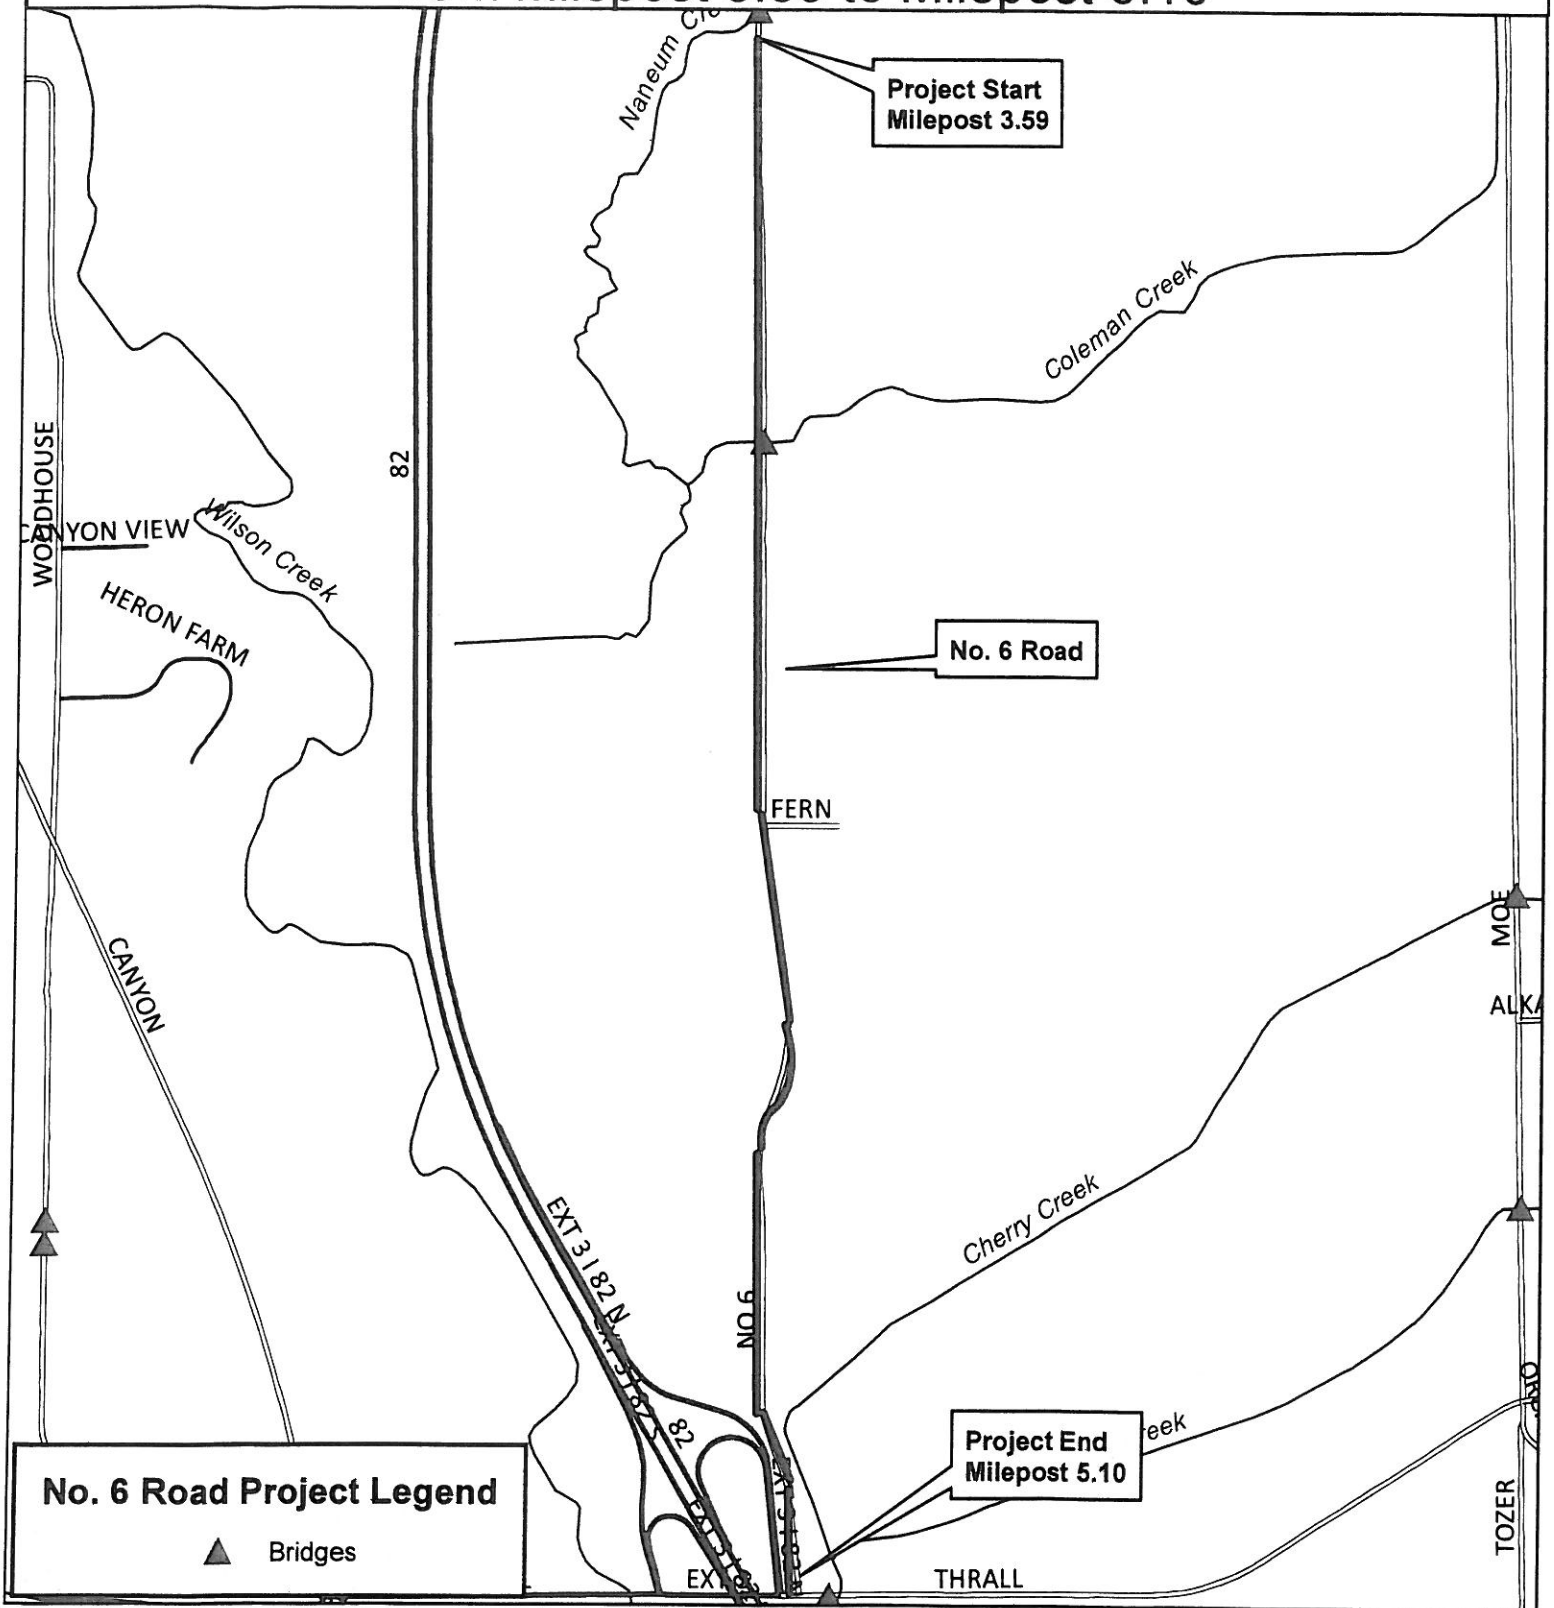 Naneum
Project Start
Milepost 3.59
Coleman Creek
82
WOODHOUSE
CANYON VIEW
Wilson Creek
HERON FARM
No. 6 Road
FERN
MOE
CANYON
EXT 3 I 82 N
Cherry Creek
NO 6
82
Project End
Milepost 5.10
No. 6 Road Project Legend
Bridges
TOZER
THRALL